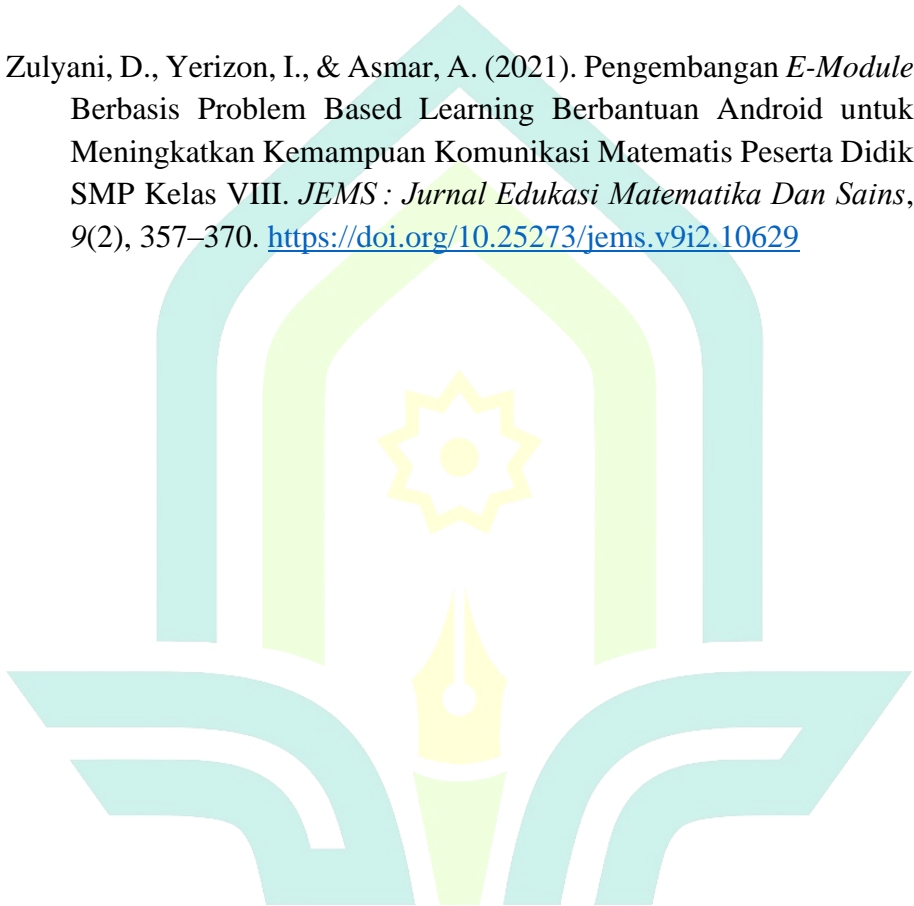 Zulyani, D., Yerizon, I., & Asmar, A. (2021). Pengembangan E-Module
Berbasis Problem Based Learning Berbantuan Android untuk
Meningkatkan Kemampuan Komunikasi Matematis Peserta Didik
SMP Kelas VIII. JEMS : Jurnal Edukasi Matematika Dan Sains,
9(2), 357–370. https://doi.org/10.25273/jems.v9i2.10629